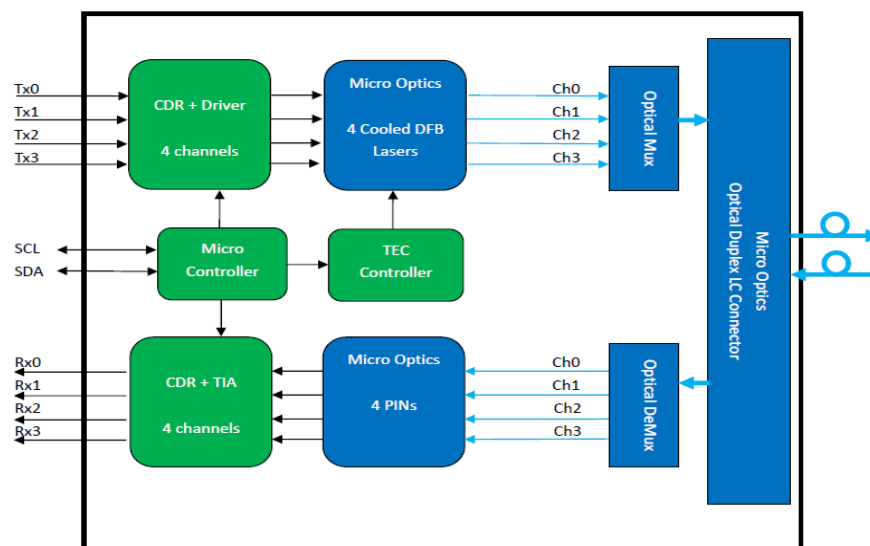 Tx0
Tx1
Tx2
Tx3
CDR + Driver
4 channels
Micro Optics
4 Cooled DFB
Lasers
Ch0
Ch1
Ch2
Ch3
Optical Mux
SCL
SDA
Micro
Controller
TEC
Controller
Micro Optics
Optical Duplex LC Connector
Rx0
Rx1
Rx2
Rx3
CDR + TIA
4 channels
Micro Optics
4 PINs
Ch0
Ch1
Ch2
Ch3
Optical DeMux